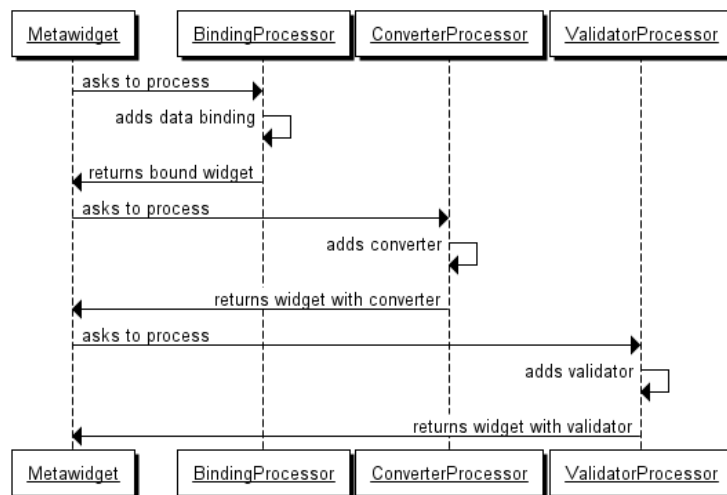 Metawidget BindingProcessor ConverterProcessor ValidatorProcessor
asks to process
adds data binding
returns bound widget
asks to process
adds converter
returns widget with converter
asks to process
adds validator
returns widget with validator
Metawidget BindingProcessor ConverterProcessor ValidatorProcessor